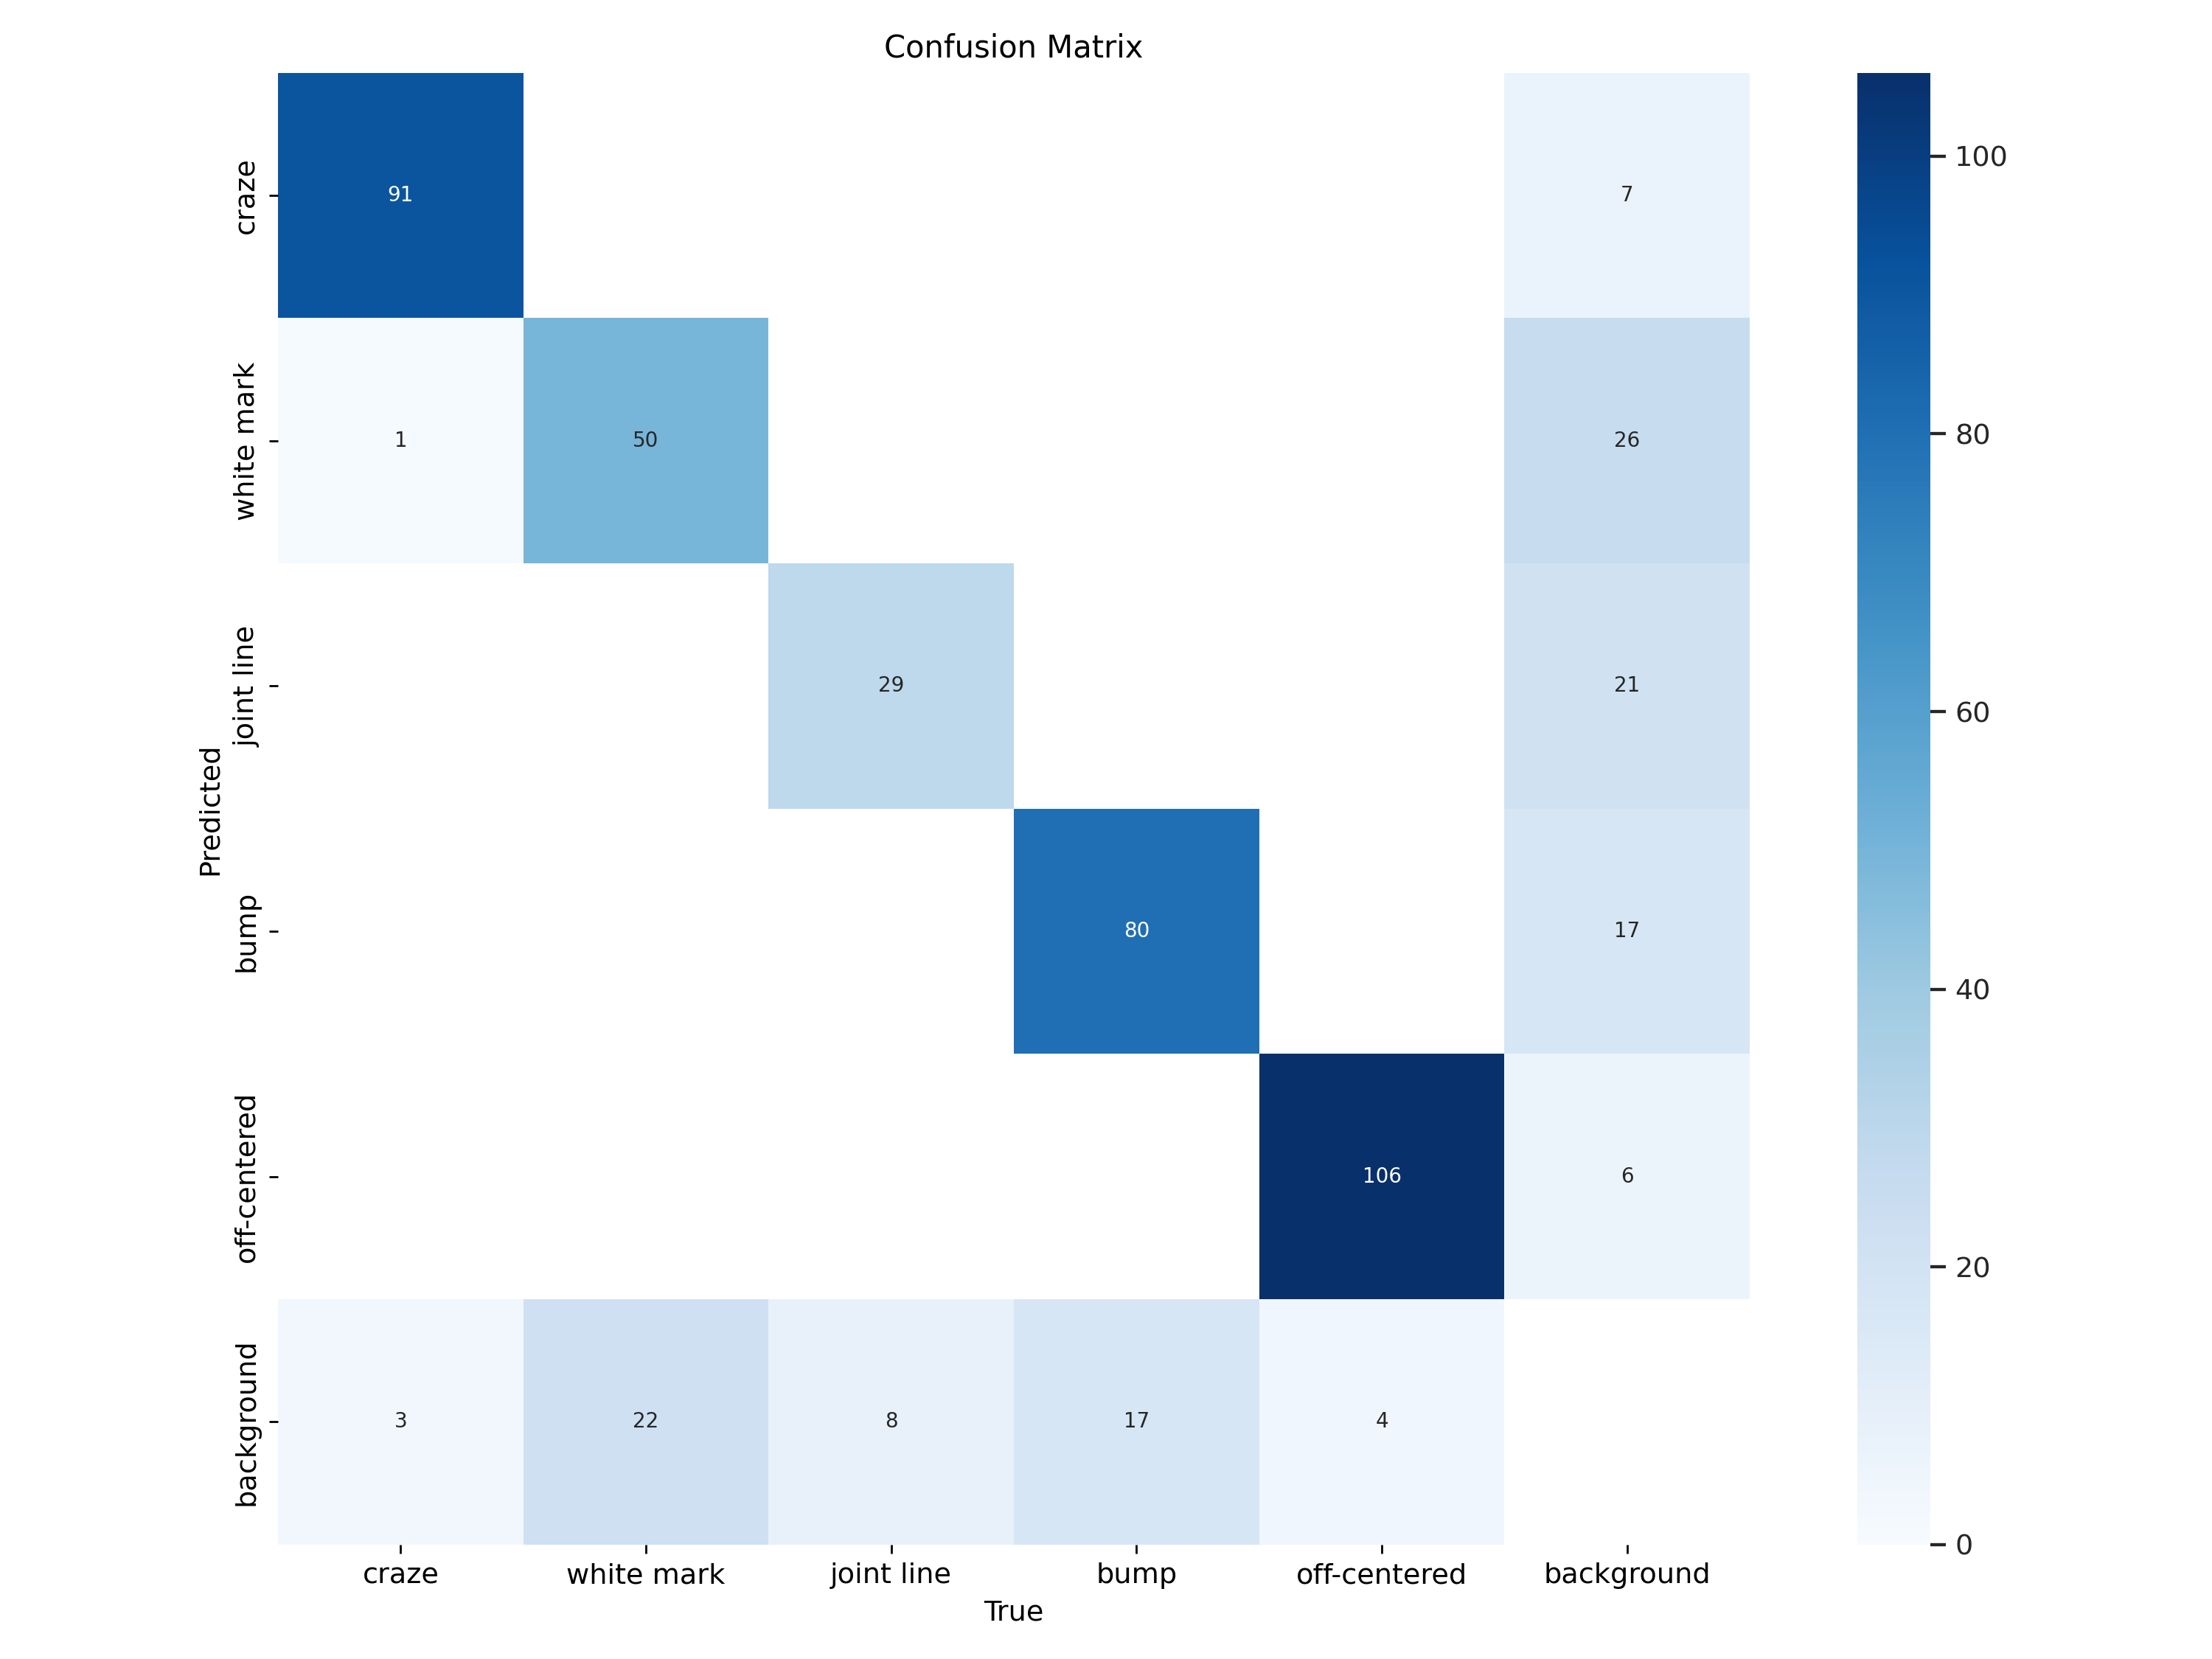 Confusion Matrix
craze
91
7
100
white mark
1
50
26
80
joint line
29
21
60
Predicted
bump
80
17
40
off-centered
106
6
20
background
3
22
8
17
4
0
craze
white mark
joint line
bump
off-centered
background
True